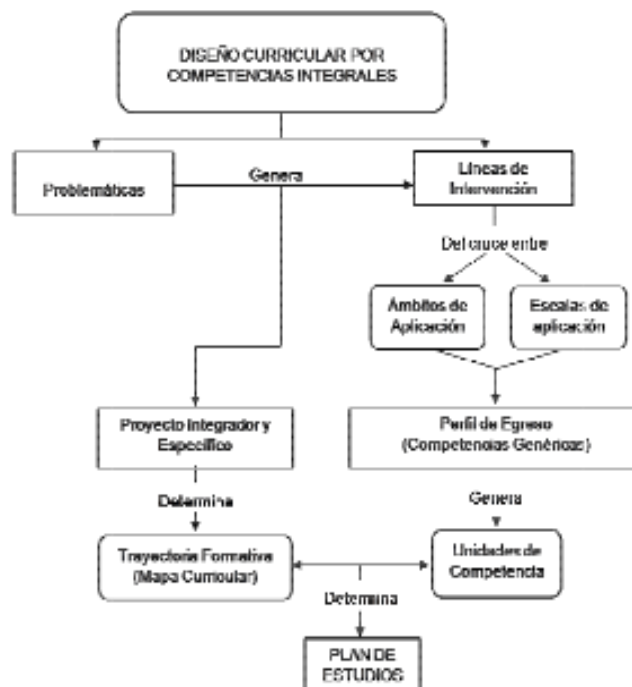 DISEÑO CURRICULAR POR
COMPETENCIAS INTEGRALES
Problemáticas
Genera
Líneas de
Intervención
Del cruce entre
Ámbitos de
Aplicación
Escalas de
aplicación
Proyecto Integrador y
Específico
Perfil de Egreso
(Competencias Genéricas)
Determina
Genera
Trayectoria Formativa
(Mapa Curricular)
Unidades de
Competencia
Determina
PLAN DE
ESTUDIOS